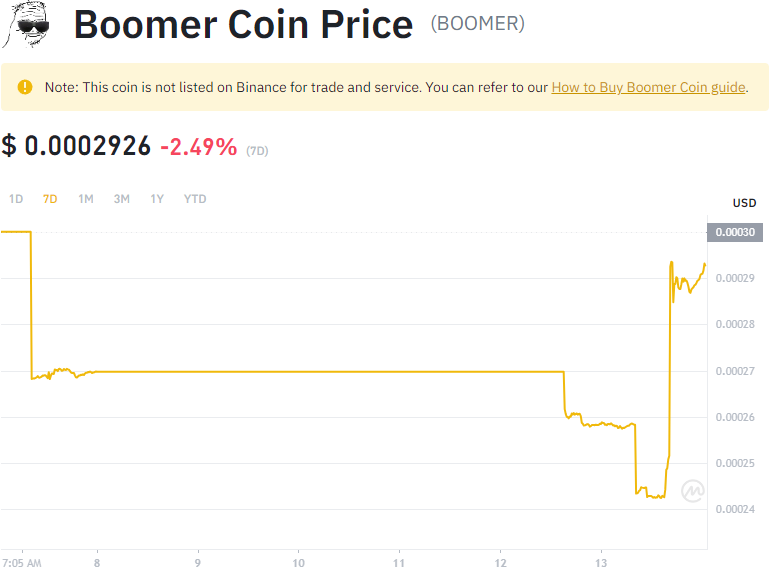 Boomer Coin Price (BOOMER)
Note: This coin is not listed on Binance for trade and service. You can refer to our How to Buy Boomer Coin guide.
$ 0.0002926 -2.49% (7D)
1D 7D 1M 3M 1Y YTD
USD
0.00030
0.00029
0.00028
0.00027
0.00026
0.00025
0.00024
7:05 AM 8 9 10 11 12 13